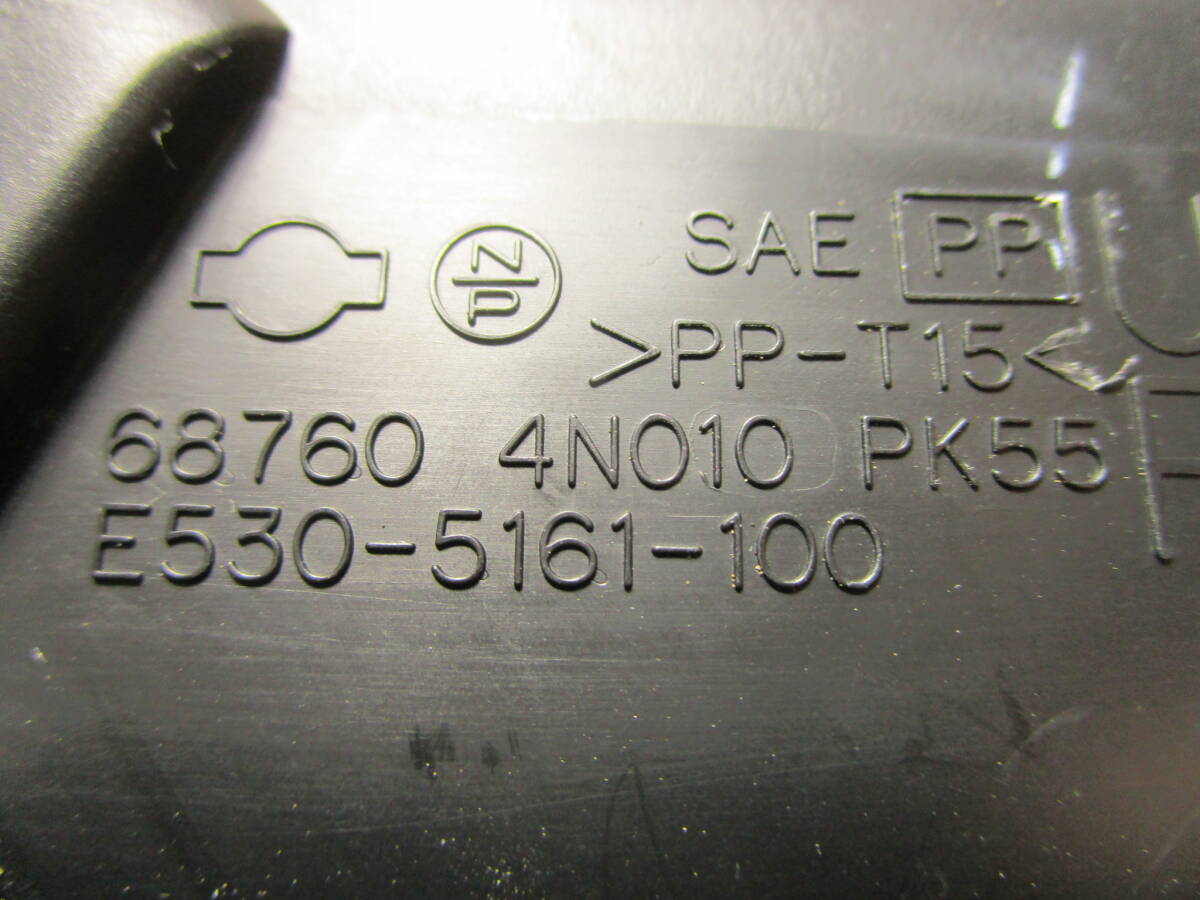 N
P
SAE PP
>PP-T15<
68760 4N010 PK55
E530-5161-100